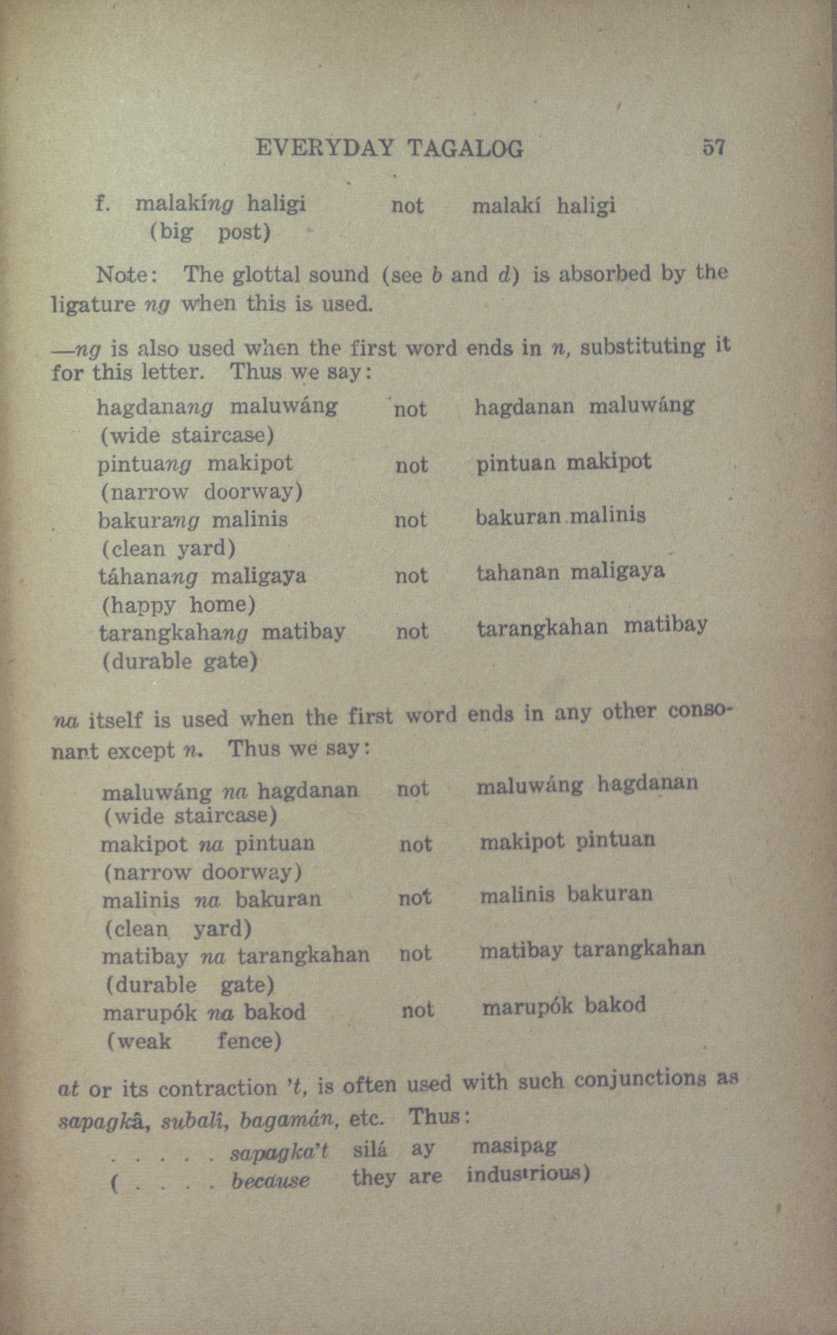 EVERYDAY TAGALOG 57
f. malakíng haligi not malakí haligi
(big post)
Note: The glottal sound (see b and d) is absorbed by the
ligature ng when this is used.
—ng is also used when the first word ends in n, substituting it
for this letter. Thus we say:
hagdanang maluwáng not hagdanan maluwáng
(wide staircase)
pintuang makipot not pintuan makipot
(narrow doorway)
bakurang malinis not bakuran malinis
(clean yard)
táhanang maligaya not tahanan maligaya
(happy home)
tarangkahang matibay not tarangkahan matibay
(durable gate)
na itself is used when the first word ends in any other conso-
nant except n. Thus we say:
maluwáng na hagdanan not maluwáng hagdanan
(wide staircase)
makipot na pintuan not makipot pintuan
(narrow doorway)
malinis na bakuran not malinis bakuran
(clean yard)
matibay na tarangkahan not matibay tarangkahan
(durable gate)
marupók na bakod not marupók bakod
(weak fence)
at or its contraction 't, is often used with such conjunctions as
sapagkâ, subalî, bagamán, etc. Thus:
. . . . . sapagka't silá ay masipag
( . . . . because they are industrious)